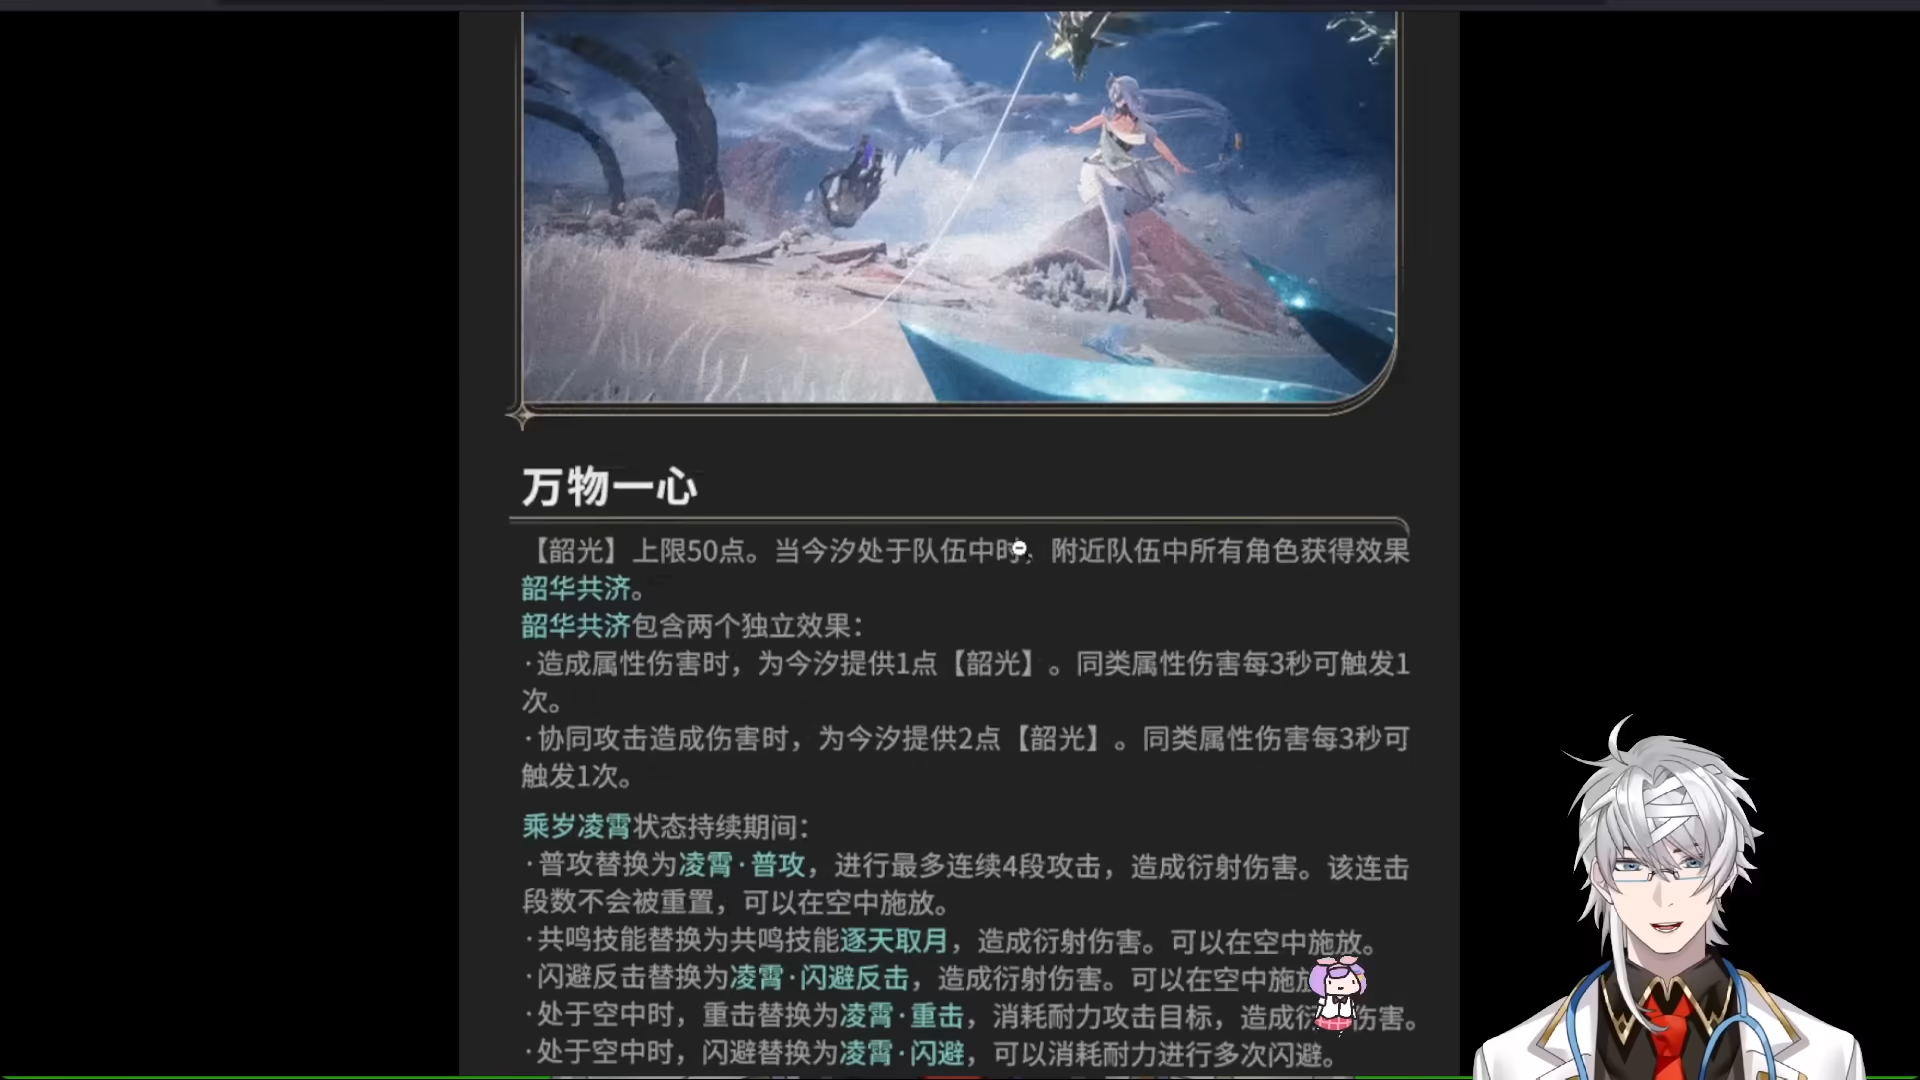 万物一心
【韶光】上限50点。当今汐处于队伍中时，附近队伍中所有角色获得效果
韶华共济。
韶华共济包含两个独立效果：
·造成属性伤害时，为今汐提供1点【韶光】。同类属性伤害每3秒可触发1
次。
·协同攻击造成伤害时，为今汐提供2点【韶光】。同类属性伤害每3秒可
触发1次。
乘岁凌霄状态持续期间：
·普攻替换为凌霄·普攻，进行最多连续4段攻击，造成衍射伤害。该连击
段数不会被重置，可以在空中施放。
·共鸣技能替换为共鸣技能逐天取月，造成衍射伤害。可以在空中施放。
·闪避反击替换为凌霄·闪避反击，造成衍射伤害。可以在空中施
·处于空中时，重击替换为凌霄·重击，消耗耐力攻击目标，造成衍 伤害。
·处于空中时，闪避替换为凌霄·闪避，可以消耗耐力进行多次闪避。